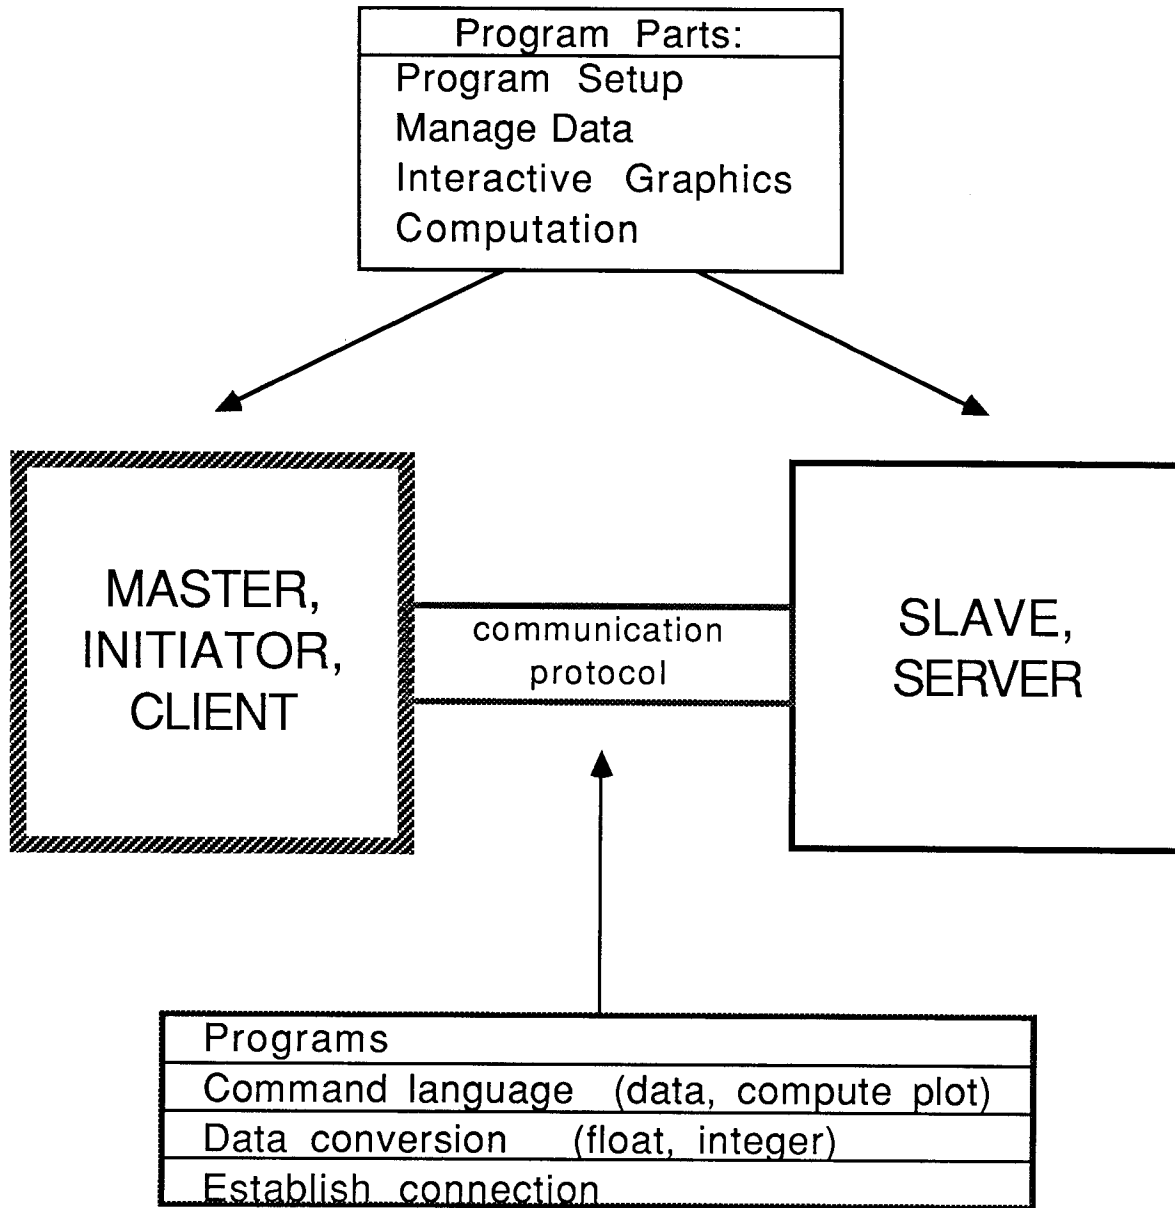 Program Parts:
Program Setup
Manage Data
Interactive Graphics
Computation
MASTER,
INITIATOR,
CLIENT
communication
protocol
SLAVE,
SERVER
Programs
Command language (data, compute plot)
Data conversion (float, integer)
Establish connection